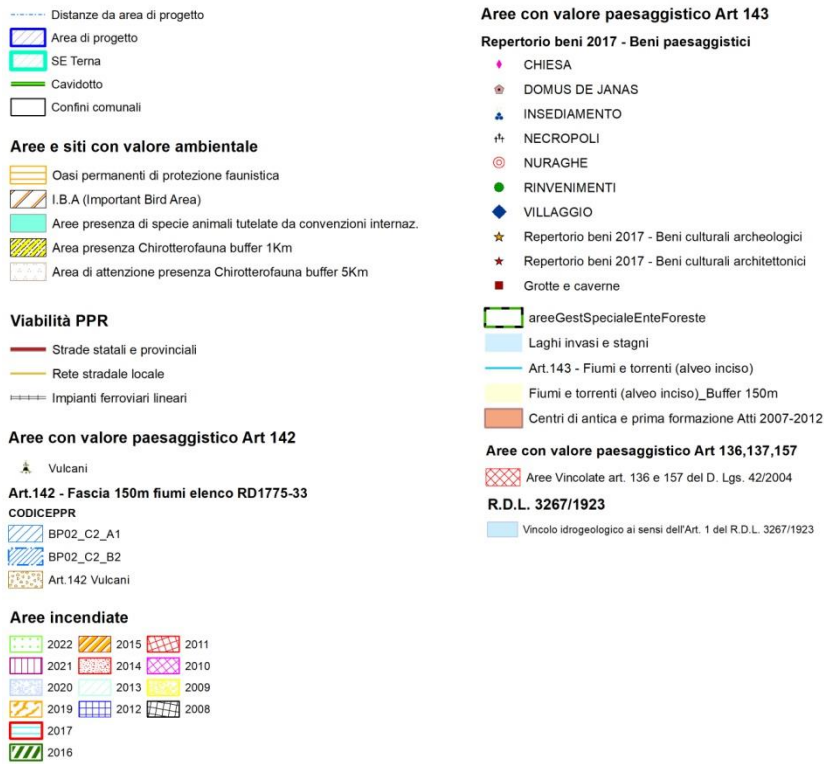 Distanze da area di progetto
Area di progetto
SE Terna
Cavidotto
Confini comunali
Aree e siti con valore ambientale
Oasi permanenti di protezione faunistica
I.B.A (Important Bird Area)
Aree presenza di specie animali tutelate da convenzioni internaz.
Area presenza Chirotterofauna buffer 1Km
Area di attenzione presenza Chirotterofauna buffer 5Km
Viabilità PPR
Strade statali e provinciali
Rete stradale locale
Impianti ferroviari lineari
Aree con valore paesaggistico Art 142
Vulcani
Art.142 - Fascia 150m fiumi elenco RD1775-33
CODICEPPR
BP02_C2_A1
BP02_C2_B2
Art.142 Vulcani
Aree incendiate
2022 2015 2011
2021 2014 2010
2020 2013 2009
2019 2012 2008
2017
2016
Aree con valore paesaggistico Art 143
Repertorio beni 2017 - Beni paesaggistici
CHIESA
DOMUS DE JANAS
INSEDIAMENTO
NECROPOLI
NURAGHE
RINVENIMENTI
VILLAGGIO
Repertorio beni 2017 - Beni culturali archeologici
Repertorio beni 2017 - Beni culturali architettonici
Grotte e caverne
areeGestSpecialeEnteForeste
Laghi invasi e stagni
Art.143 - Fiumi e torrenti (alveo inciso)
Fiumi e torrenti (alveo inciso)_Buffer 150m
Centri di antica e prima formazione Atti 2007-2012
Aree con valore paesaggistico Art 136,137,157
Aree Vincolate art. 136 e 157 del D. Lgs. 42/2004
R.D.L. 3267/1923
Vincolo idrogeologico ai sensi dell'Art. 1 del R.D.L. 3267/1923